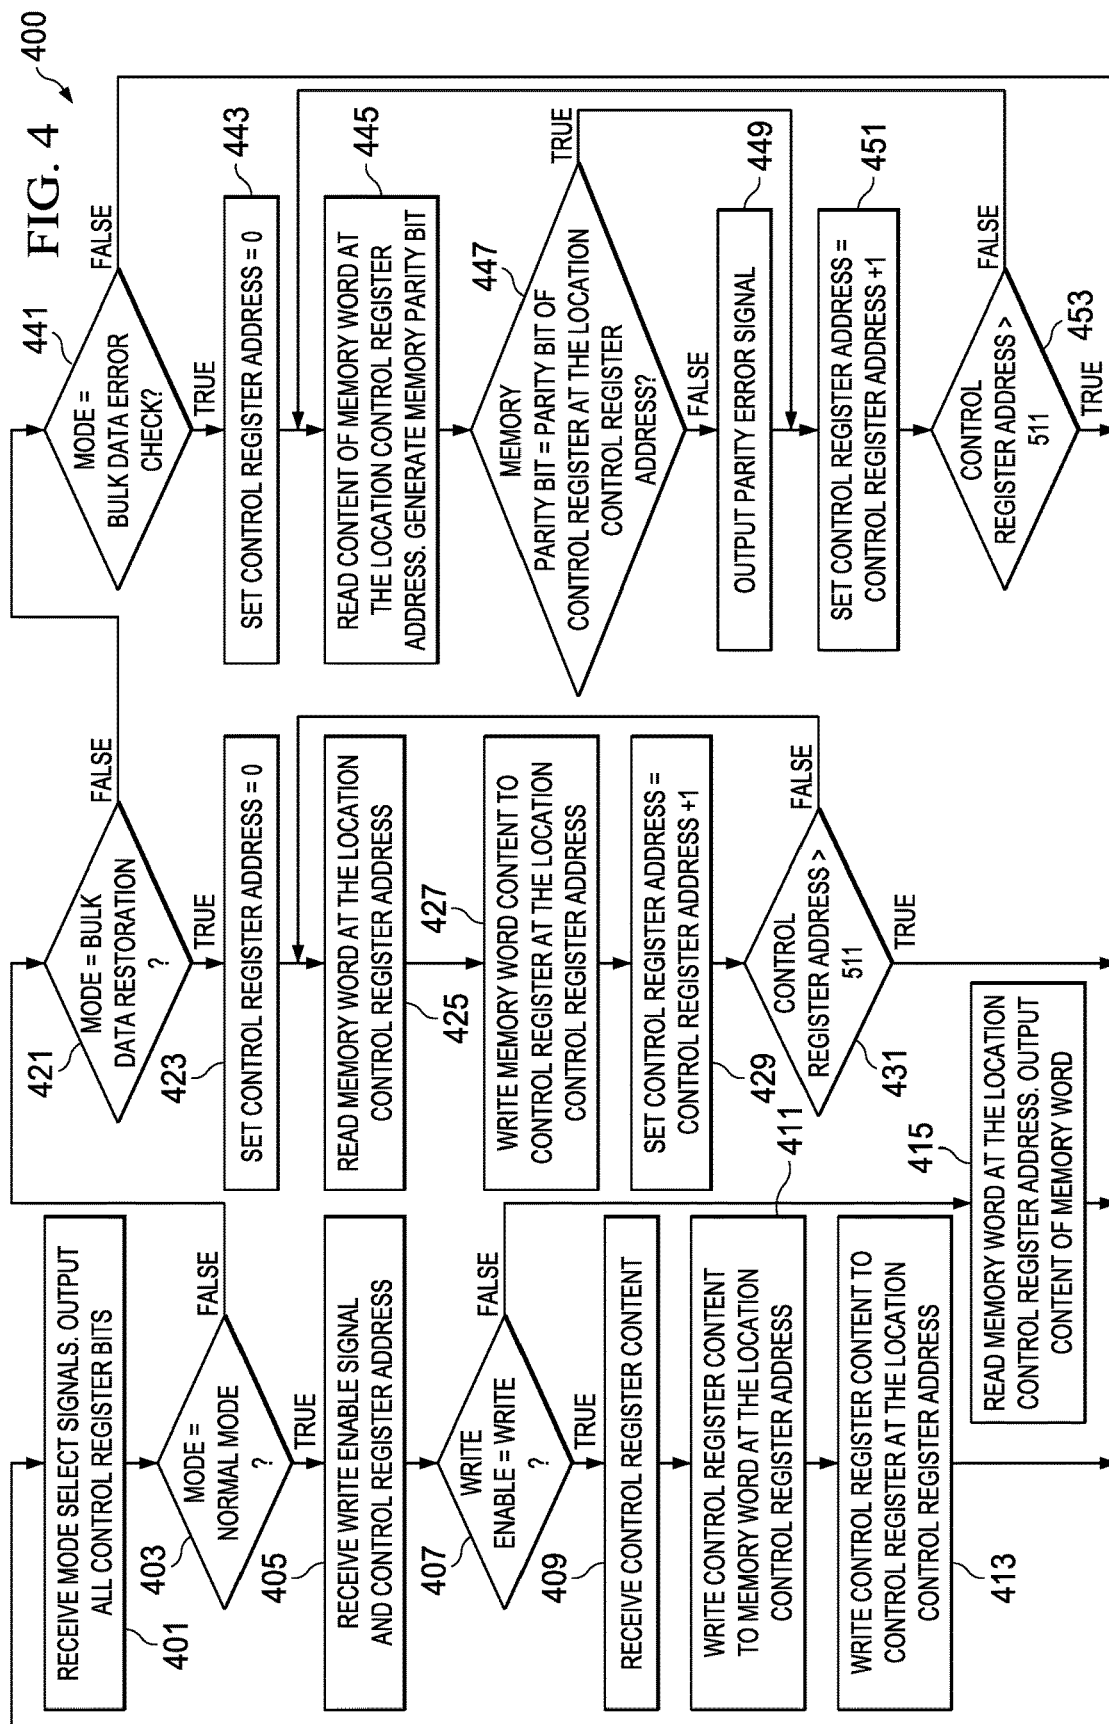 FIG. 4
400
RECEIVE MODE SELECT SIGNALS. OUTPUT
ALL CONTROL REGISTER BITS
401
MODE =
NORMAL MODE
?
403
FALSE
TRUE
RECEIVE WRITE ENABLE SIGNAL
AND CONTROL REGISTER ADDRESS
405
WRITE
ENABLE = WRITE
?
407
FALSE
TRUE
RECEIVE CONTROL REGISTER CONTENT
409
WRITE CONTROL REGISTER CONTENT
TO MEMORY WORD AT THE LOCATION
CONTROL REGISTER ADDRESS
411
WRITE CONTROL REGISTER CONTENT TO
CONTROL REGISTER AT THE LOCATION
CONTROL REGISTER ADDRESS
413
415
READ MEMORY WORD AT THE LOCATION
CONTROL REGISTER ADDRESS. OUTPUT
CONTENT OF MEMORY WORD
421
MODE = BULK
DATA RESTORATION
?
FALSE
TRUE
423
SET CONTROL REGISTER ADDRESS = 0
READ MEMORY WORD AT THE LOCATION
CONTROL REGISTER ADDRESS
425
427
WRITE MEMORY WORD CONTENT TO
CONTROL REGISTER AT THE LOCATION
CONTROL REGISTER ADDRESS
SET CONTROL REGISTER ADDRESS =
CONTROL REGISTER ADDRESS +1
429
CONTROL
REGISTER ADDRESS >
511
431
FALSE
TRUE
441
MODE =
BULK DATA ERROR
CHECK?
FALSE
TRUE
SET CONTROL REGISTER ADDRESS = 0
443
READ CONTENT OF MEMORY WORD AT
THE LOCATION CONTROL REGISTER
ADDRESS. GENERATE MEMORY PARITY BIT
445
447
MEMORY
PARITY BIT = PARITY BIT OF
CONTROL REGISTER AT THE LOCATION
CONTROL REGISTER
ADDRESS?
TRUE
FALSE
OUTPUT PARITY ERROR SIGNAL
449
SET CONTROL REGISTER ADDRESS =
CONTROL REGISTER ADDRESS +1
451
CONTROL
REGISTER ADDRESS >
511
453
FALSE
TRUE